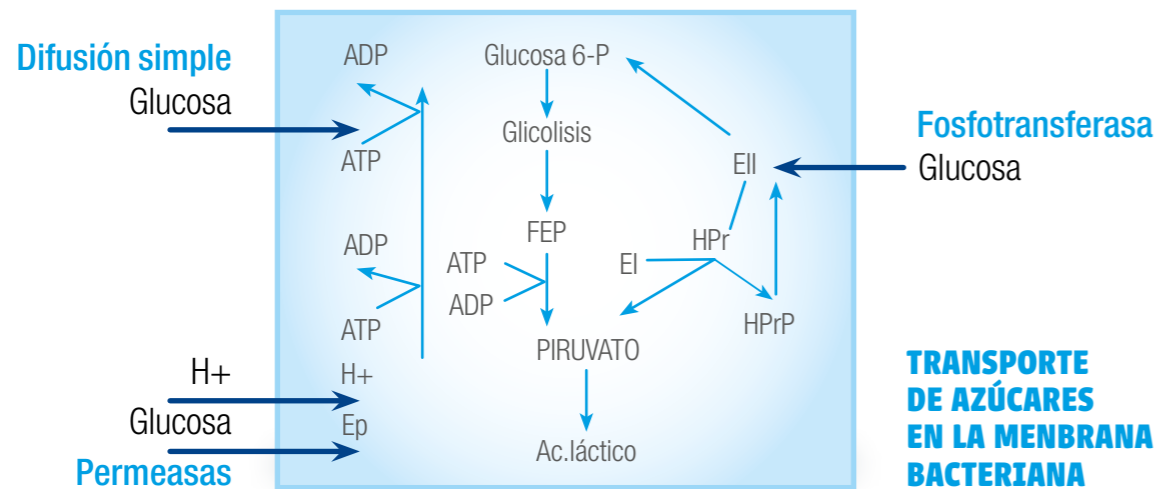 Difusión simple
Glucosa
ADP
ATP
ADP
ATP
H+
H+
Glucosa
Ep
Permeasas
Glucosa 6-P
Glicolisis
FEP
ATP
ADP
PIRUVATO
Ac.láctico
EII
HPr
EI
HPrP
Fosfotransferasa
Glucosa
TRANSPORTE
DE AZÚCARES
EN LA MENBRANA
BACTERIANA